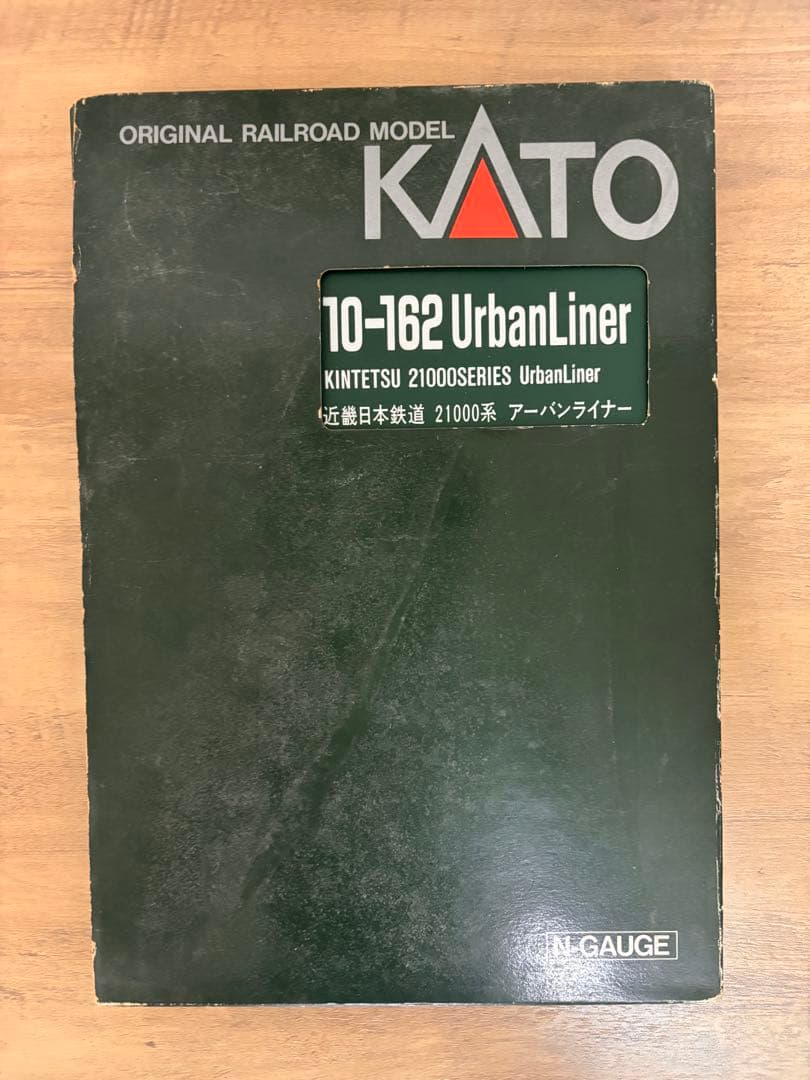 ORIGINAL RAILROAD MODEL
KATO
10-162 UrbanLiner
KINTETSU 21000SERIES UrbanLiner
近畿日本鉄道 21000系 アーバンライナー
N-GAUGE